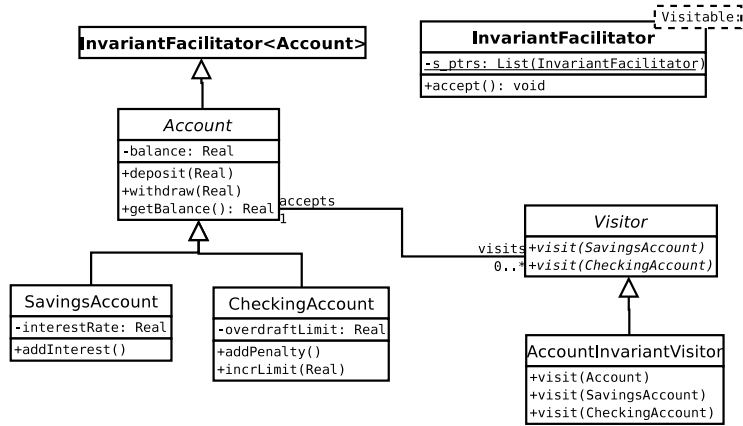 Visitable:
InvariantFacilitator<Account>
InvariantFacilitator
-s_ptrs: List(InvariantFacilitator)
+accept(): void
Account
-balance: Real
+deposit(Real)
+withdraw(Real)
+getBalance(): Real
accepts
1
visits
0..*
Visitor
+visit(SavingsAccount)
+visit(CheckingAccount)
SavingsAccount
-interestRate: Real
+addInterest()
CheckingAccount
-overdraftLimit: Real
+addPenalty()
+incrLimit(Real)
AccountInvariantVisitor
+visit(Account)
+visit(SavingsAccount)
+visit(CheckingAccount)